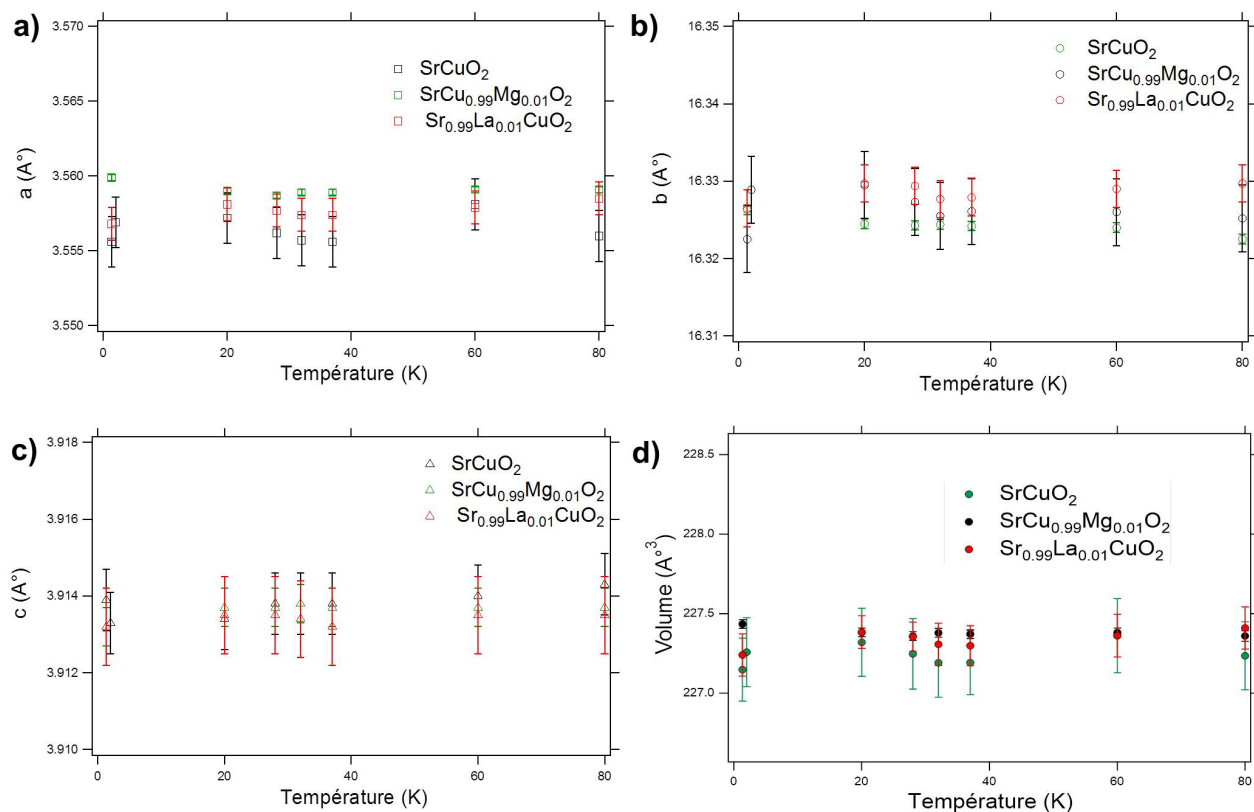 a)
3.570
3.565
3.560
3.555
3.550
a (A°)
SrCuO2
SrCu0.99Mg0.01O2
Sr0.99La0.01CuO2
0 20 40 60 80
Température (K)
b)
16.35
16.34
16.33
16.32
16.31
b (A°)
SrCuO2
SrCu0.99Mg0.01O2
Sr0.99La0.01CuO2
0 20 40 60 80
Température (K)
c)
3.918
3.916
3.914
3.912
3.910
c (A°)
SrCuO2
SrCu0.99Mg0.01O2
Sr0.99La0.01CuO2
0 20 40 60 80
Température (K)
d)
228.5
228.0
227.5
227.0
Volume (A°3)
SrCuO2
SrCu0.99Mg0.01O2
Sr0.99La0.01CuO2
0 20 40 60 80
Température (K)